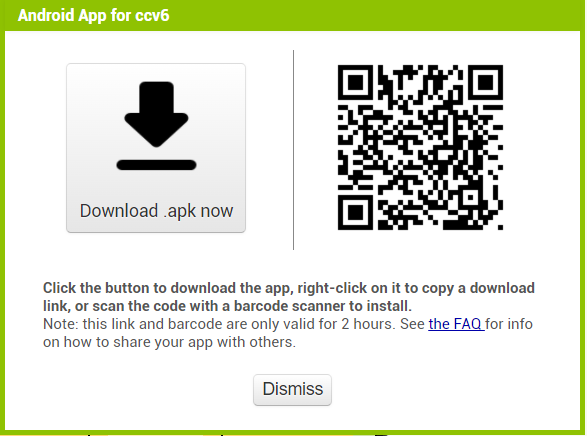 Android App for ccv6
Download .apk now
Click the button to download the app, right-click on it to copy a download
link, or scan the code with a barcode scanner to install.
Note: this link and barcode are only valid for 2 hours. See the FAQ for info
on how to share your app with others.
Dismiss